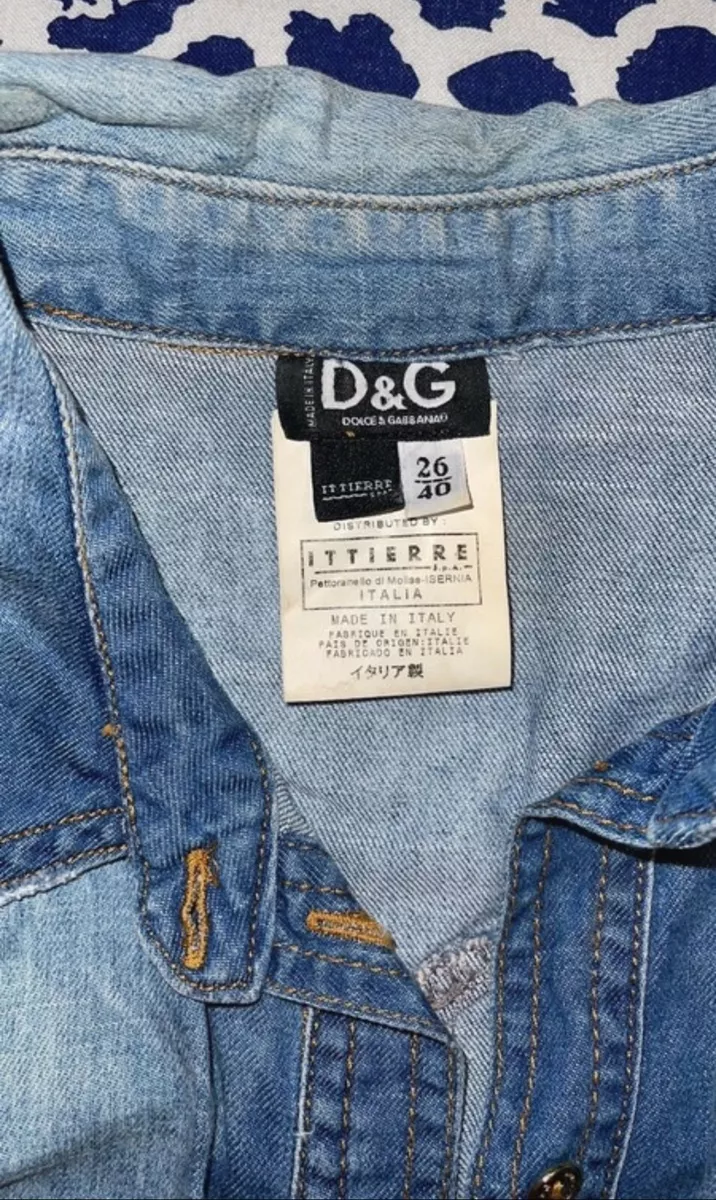 MADE IN ITALY
D&G
DOLCE & GABBANA
ITTIERRE
S.p.A.
26
40
DISTRIBUTED BY :
ITTIERRE
S.p.A.
Pettoranello di Molise-ISERNIA
ITALIA
MADE IN ITALY
FABRIQUE EN ITALIE
PAIS DE ORIGEN:ITALIE
FABRICADO EN ITALIA
イタリア製